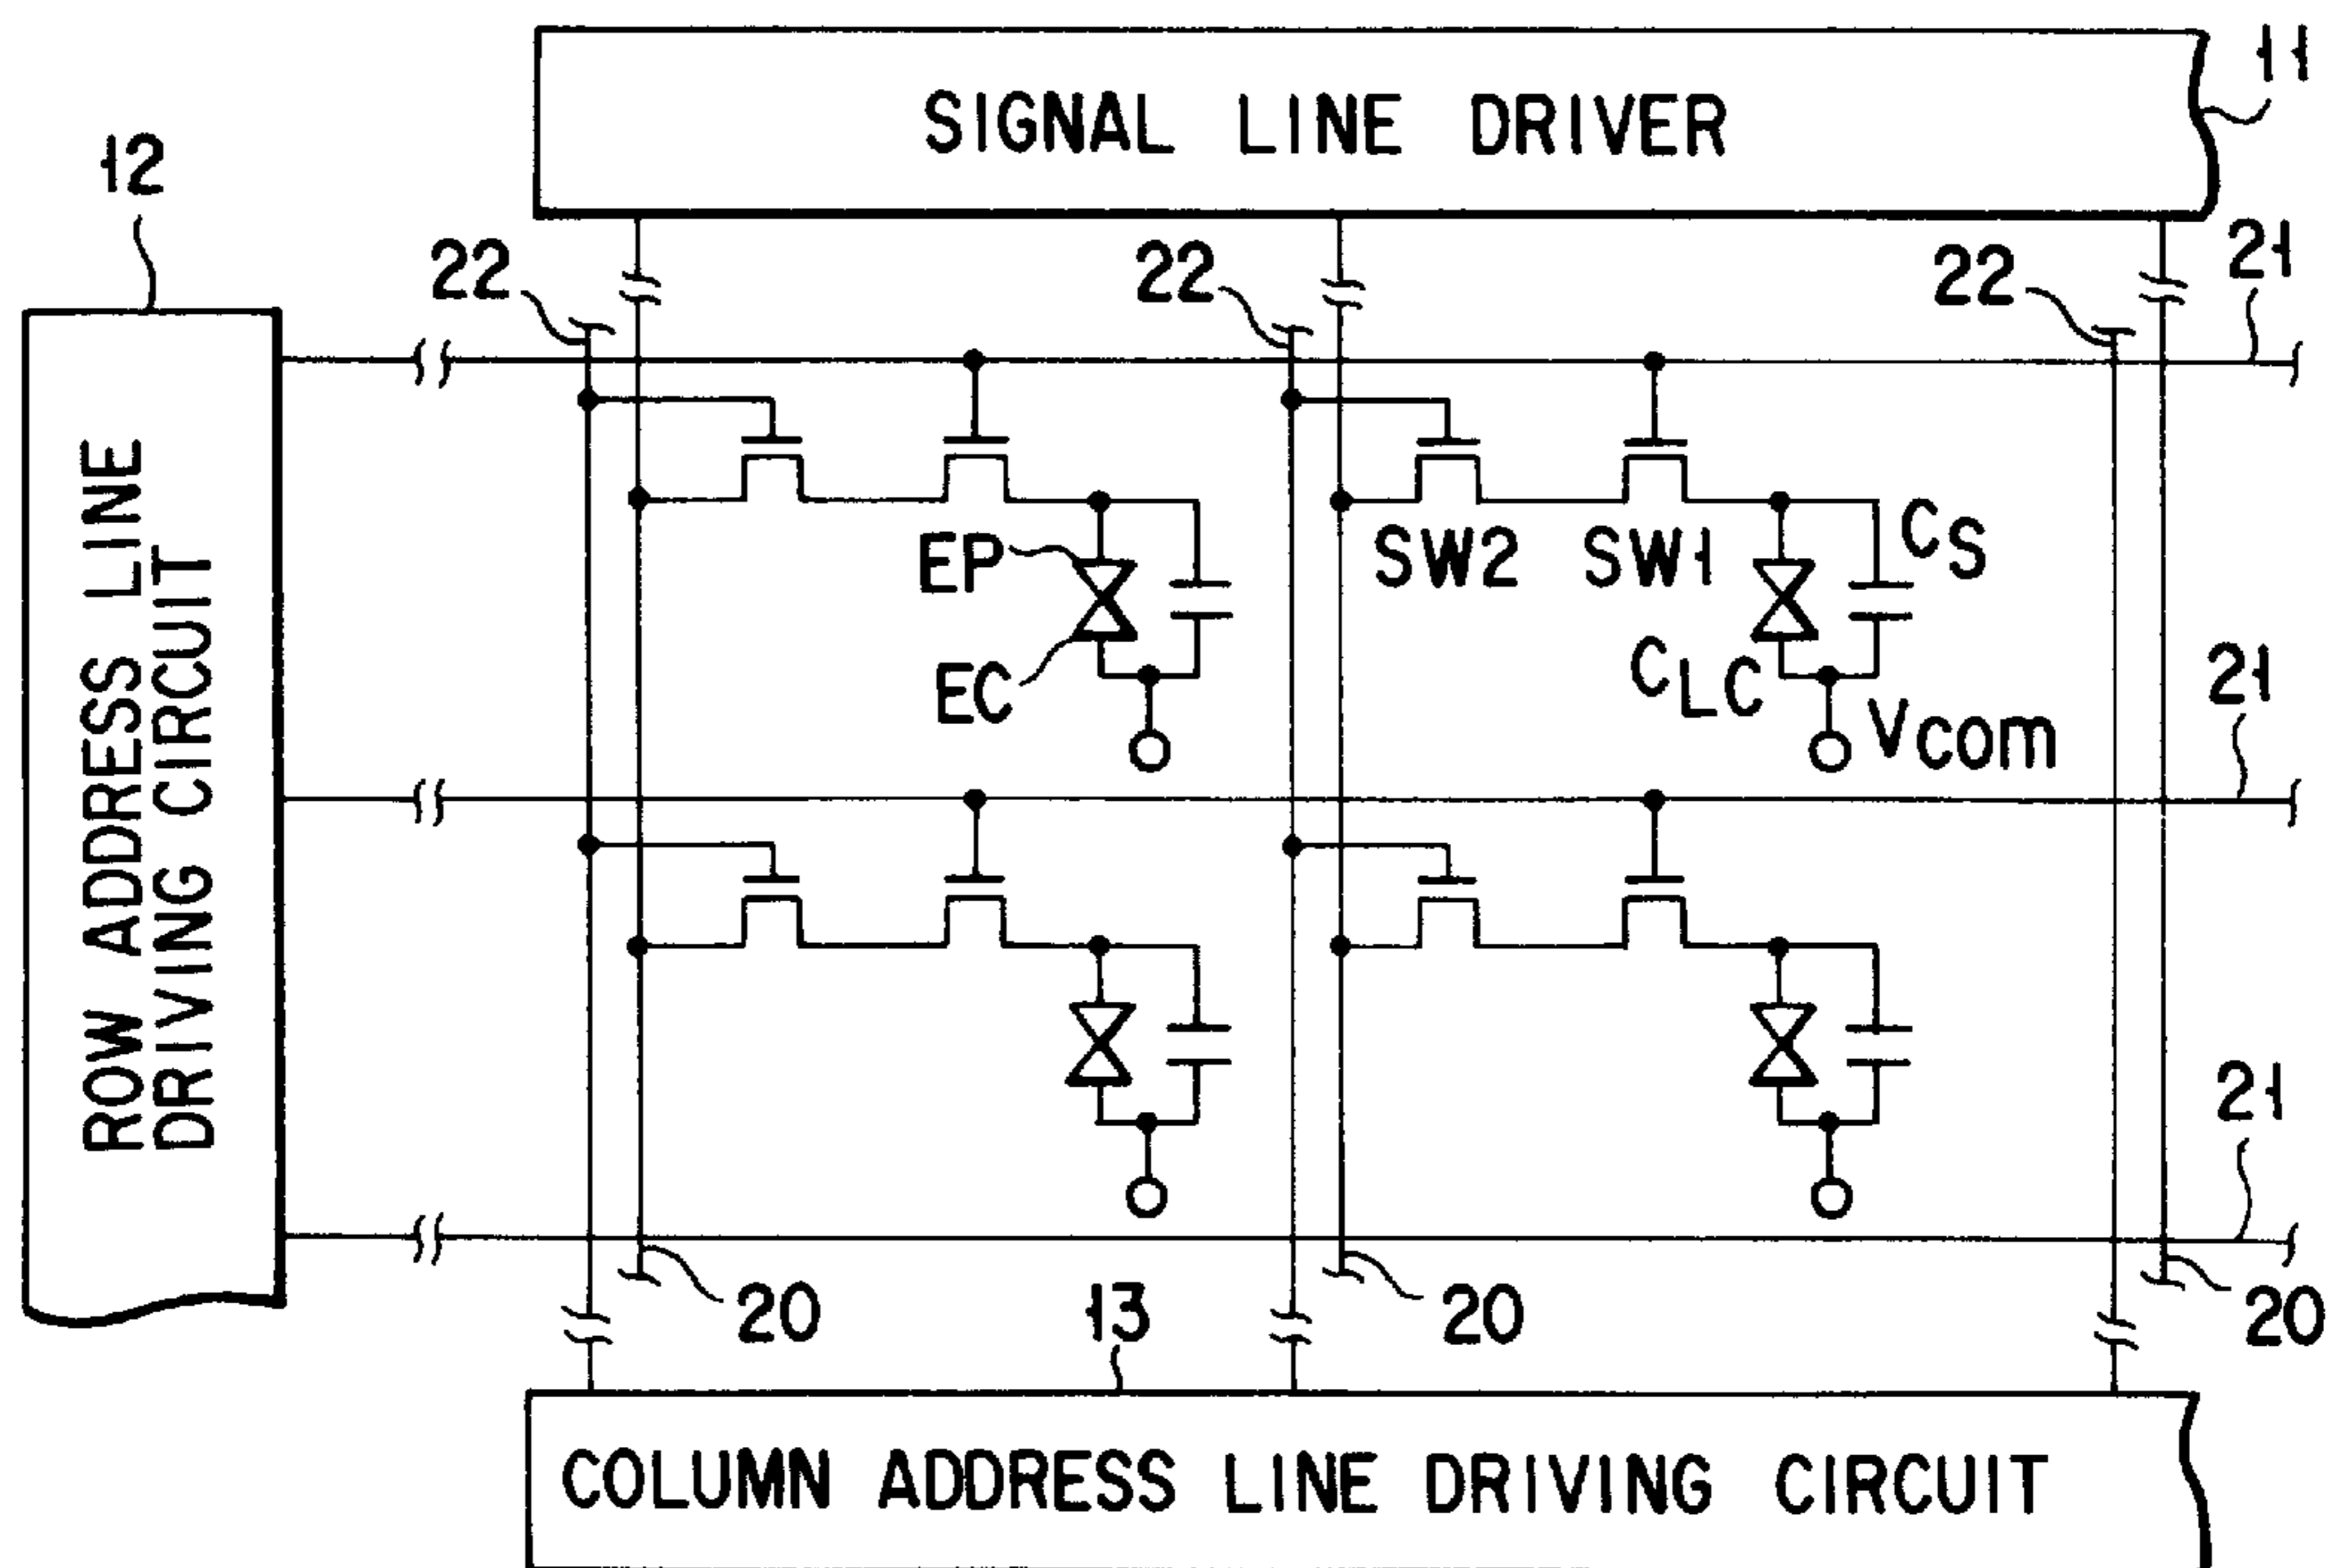 SIGNAL LINE DRIVER
11
12
22
22
22
21
ROW ADDRESS LINE
DRIVING CIRCUIT
EP
EC
SW2
SW1
CS
CLC
Vcom
21
21
20
13
20
20
COLUMN ADDRESS LINE DRIVING CIRCUIT